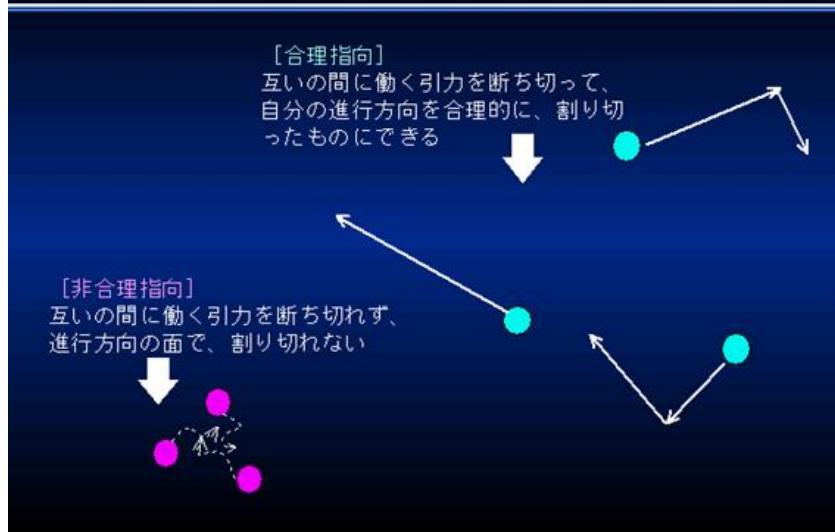 [合理指向]
互いの間に働く引力を断ち切って、
自分の進行方向を合理的に、割り切
ったものにできる
[非合理指向]
互いの間に働く引力を断ち切れず、
進行方向の面で、割り切れない